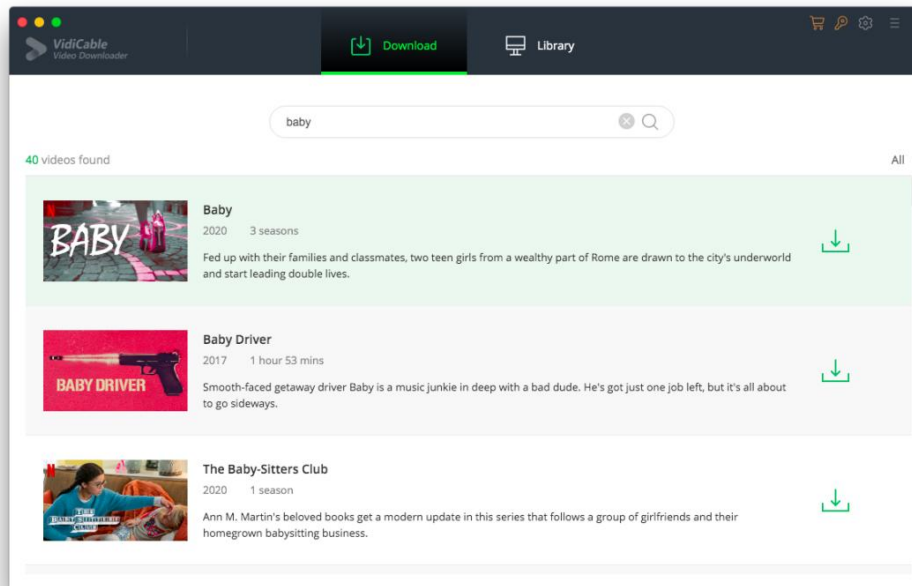 VidiCable
Video Downloader
Download
Library
baby
40 videos found
All
BABY
Baby
2020 3 seasons
Fed up with their families and classmates, two teen girls from a wealthy part of Rome are drawn to the city's underworld
and start leading double lives.
BABY DRIVER
Baby Driver
2017 1 hour 53 mins
Smooth-faced getaway driver Baby is a music junkie in deep with a bad dude. He's got just one job left, but it's all about
to go sideways.
N
THE
BABY-SITTERS
CLUB
The Baby-Sitters Club
2020 1 season
Ann M. Martin's beloved books get a modern update in this series that follows a group of girlfriends and their
homegrown babysitting business.